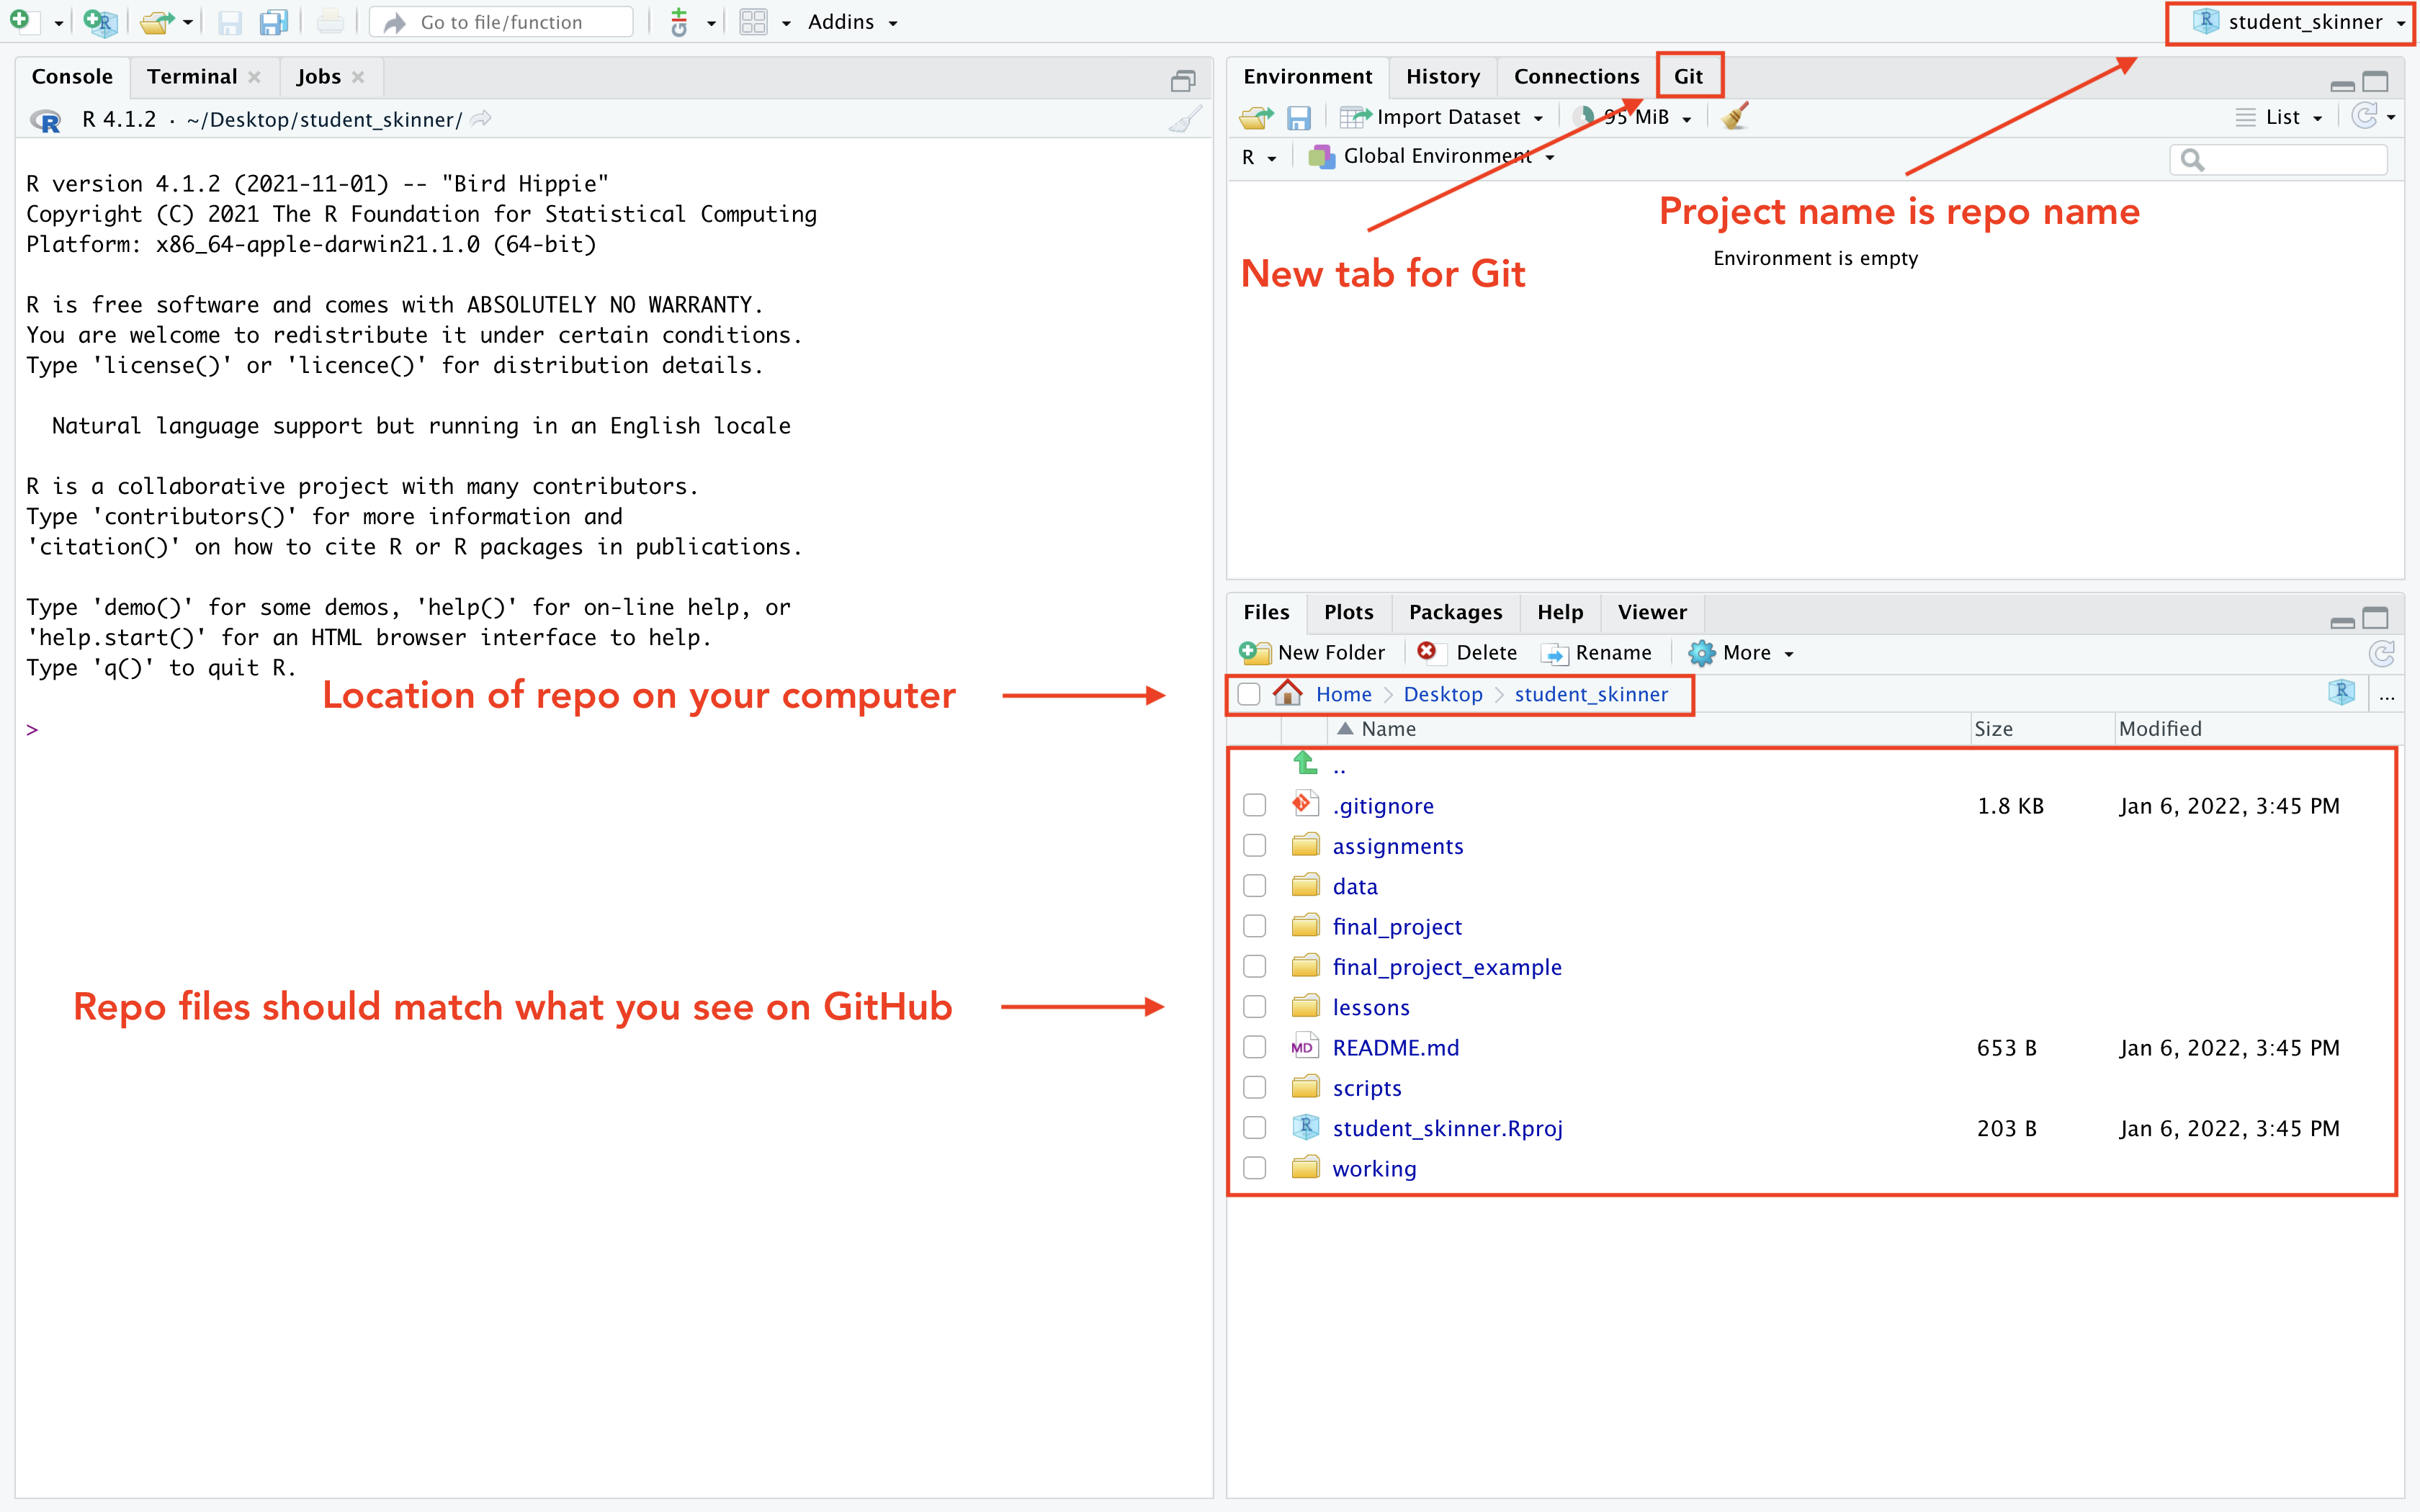 Go to file/function
Addins
student_skinner
Console
Terminal
Jobs
R 4.1.2 · ~/Desktop/student_skinner/
R version 4.1.2 (2021-11-01) -- "Bird Hippie"
Copyright (C) 2021 The R Foundation for Statistical Computing
Platform: x86_64-apple-darwin21.1.0 (64-bit)
R is free software and comes with ABSOLUTELY NO WARRANTY.
You are welcome to redistribute it under certain conditions.
Type 'license()' or 'licence()' for distribution details.
Natural language support but running in an English locale
R is a collaborative project with many contributors.
Type 'contributors()' for more information and
'citation()' on how to cite R or R packages in publications.
Type 'demo()' for some demos, 'help()' for on-line help, or
'help.start()' for an HTML browser interface to help.
Type 'q()' to quit R.
>
Location of repo on your computer
Repo files should match what you see on GitHub
Environment
History
Connections
Git
Import Dataset
95 MiB
List
R
Global Environment
Project name is repo name
Environment is empty
New tab for Git
Files
Plots
Packages
Help
Viewer
New Folder
Delete
Rename
More
Home > Desktop > student_skinner
...
Name Size Modified
..
.gitignore 1.8 KB Jan 6, 2022, 3:45 PM
assignments
data
final_project
final_project_example
lessons
README.md 653 B Jan 6, 2022, 3:45 PM
scripts
student_skinner.Rproj 203 B Jan 6, 2022, 3:45 PM
working